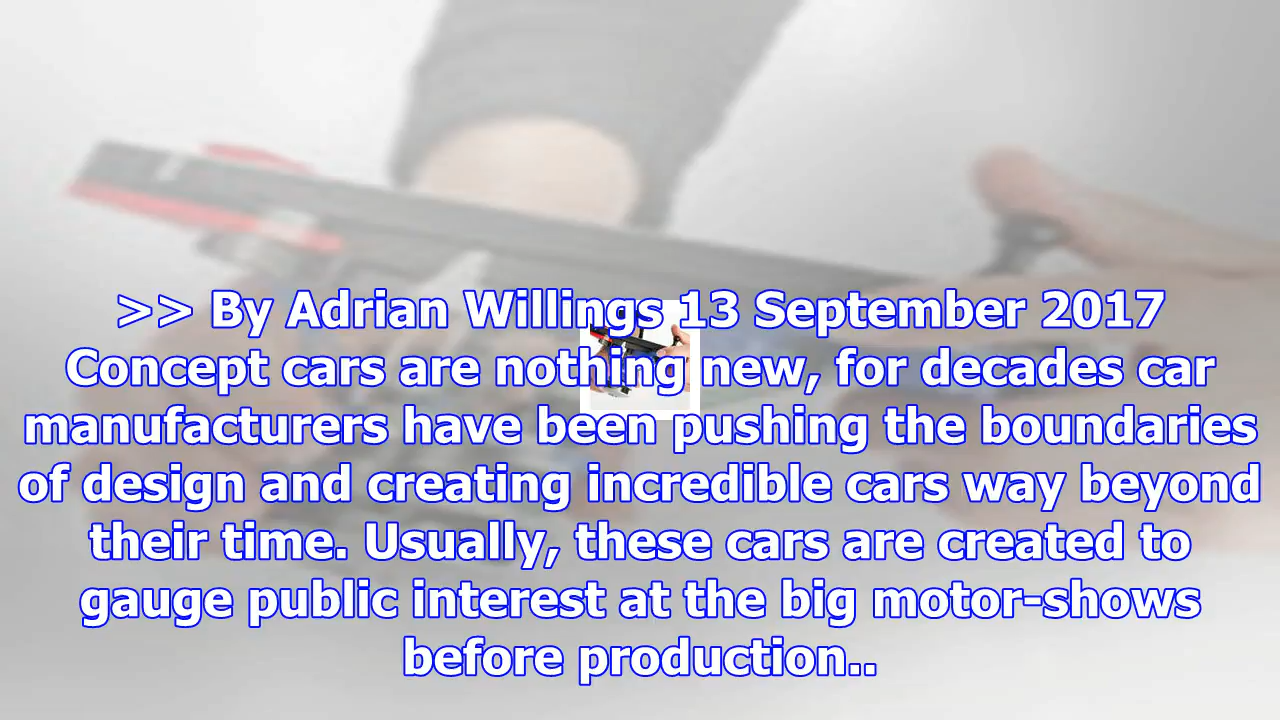 >> By Adrian Willings 13 September 2017
Concept cars are nothing new, for decades car
manufacturers have been pushing the boundaries
of design and creating incredible cars way beyond
their time. Usually, these cars are created to
gauge public interest at the big motor-shows
before production..